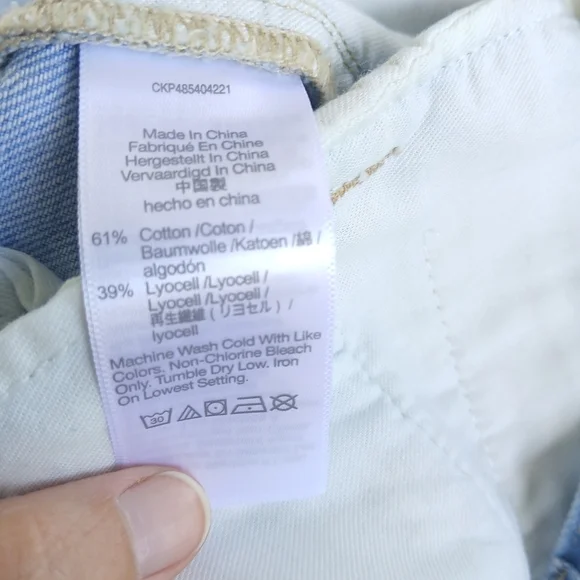 CKP485404221
Made In China
Fabriqué En Chine
Hergestellt In China
Vervaardigd In China
中国製
hecho en china
61% Cotton /Coton /
Baumwolle /Katoen /綿 /
algodón
39% Lyocell /Lyocell /
Lyocell /Lyocell /
再生繊維 ( リヨセル ) /
lyocell
Machine Wash Cold With Like
Colors. Non-Chlorine Bleach
Only. Tumble Dry Low. Iron
On Lowest Setting.
30